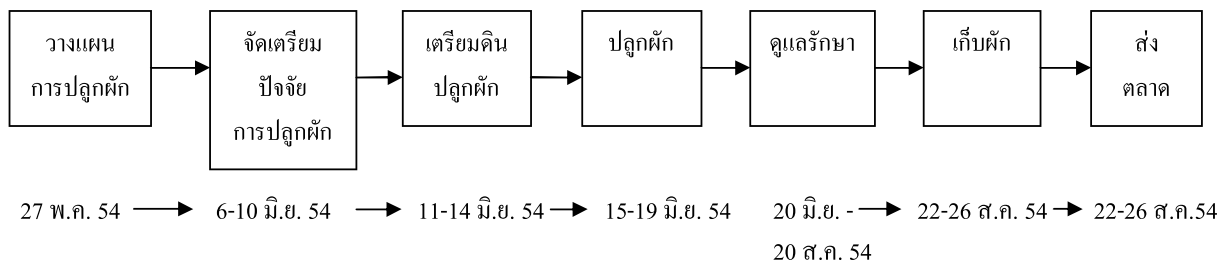 วางแผน
การปลูกผัก
จัดเตรียม
ปัจจัย
การปลูกผัก
เตรียมดิน
ปลูกผัก
ปลูกผัก
ดูแลรักษา
เก็บผัก
ส่ง
ตลาด
27 พ.ค. 54
6-10 มิ.ย. 54
11-14 มิ.ย. 54
15-19 มิ.ย. 54
20 มิ.ย. -
20 ส.ค. 54
22-26 ส.ค. 54
22-26 ส.ค.54